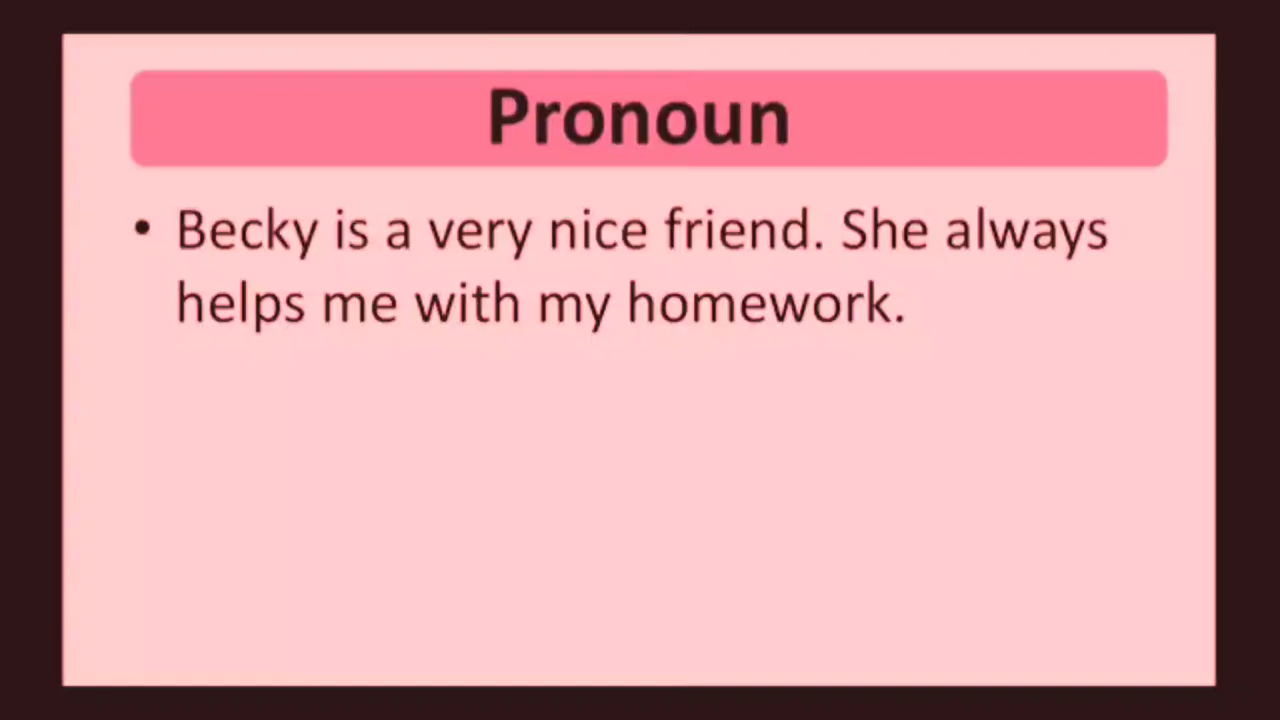 Pronoun
• Becky is a very nice friend. She always
helps me with my homework.